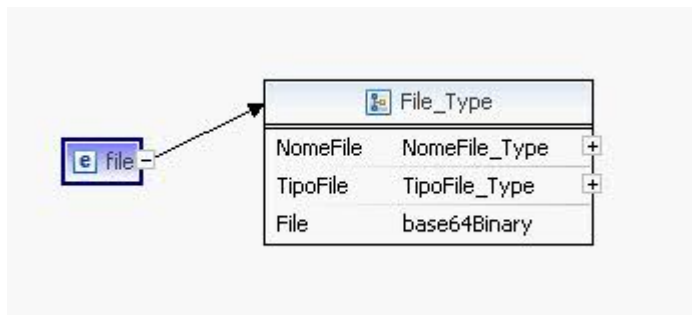 File_Type
e file
NomeFile NomeFile_Type
TipoFile TipoFile_Type
File base64Binary